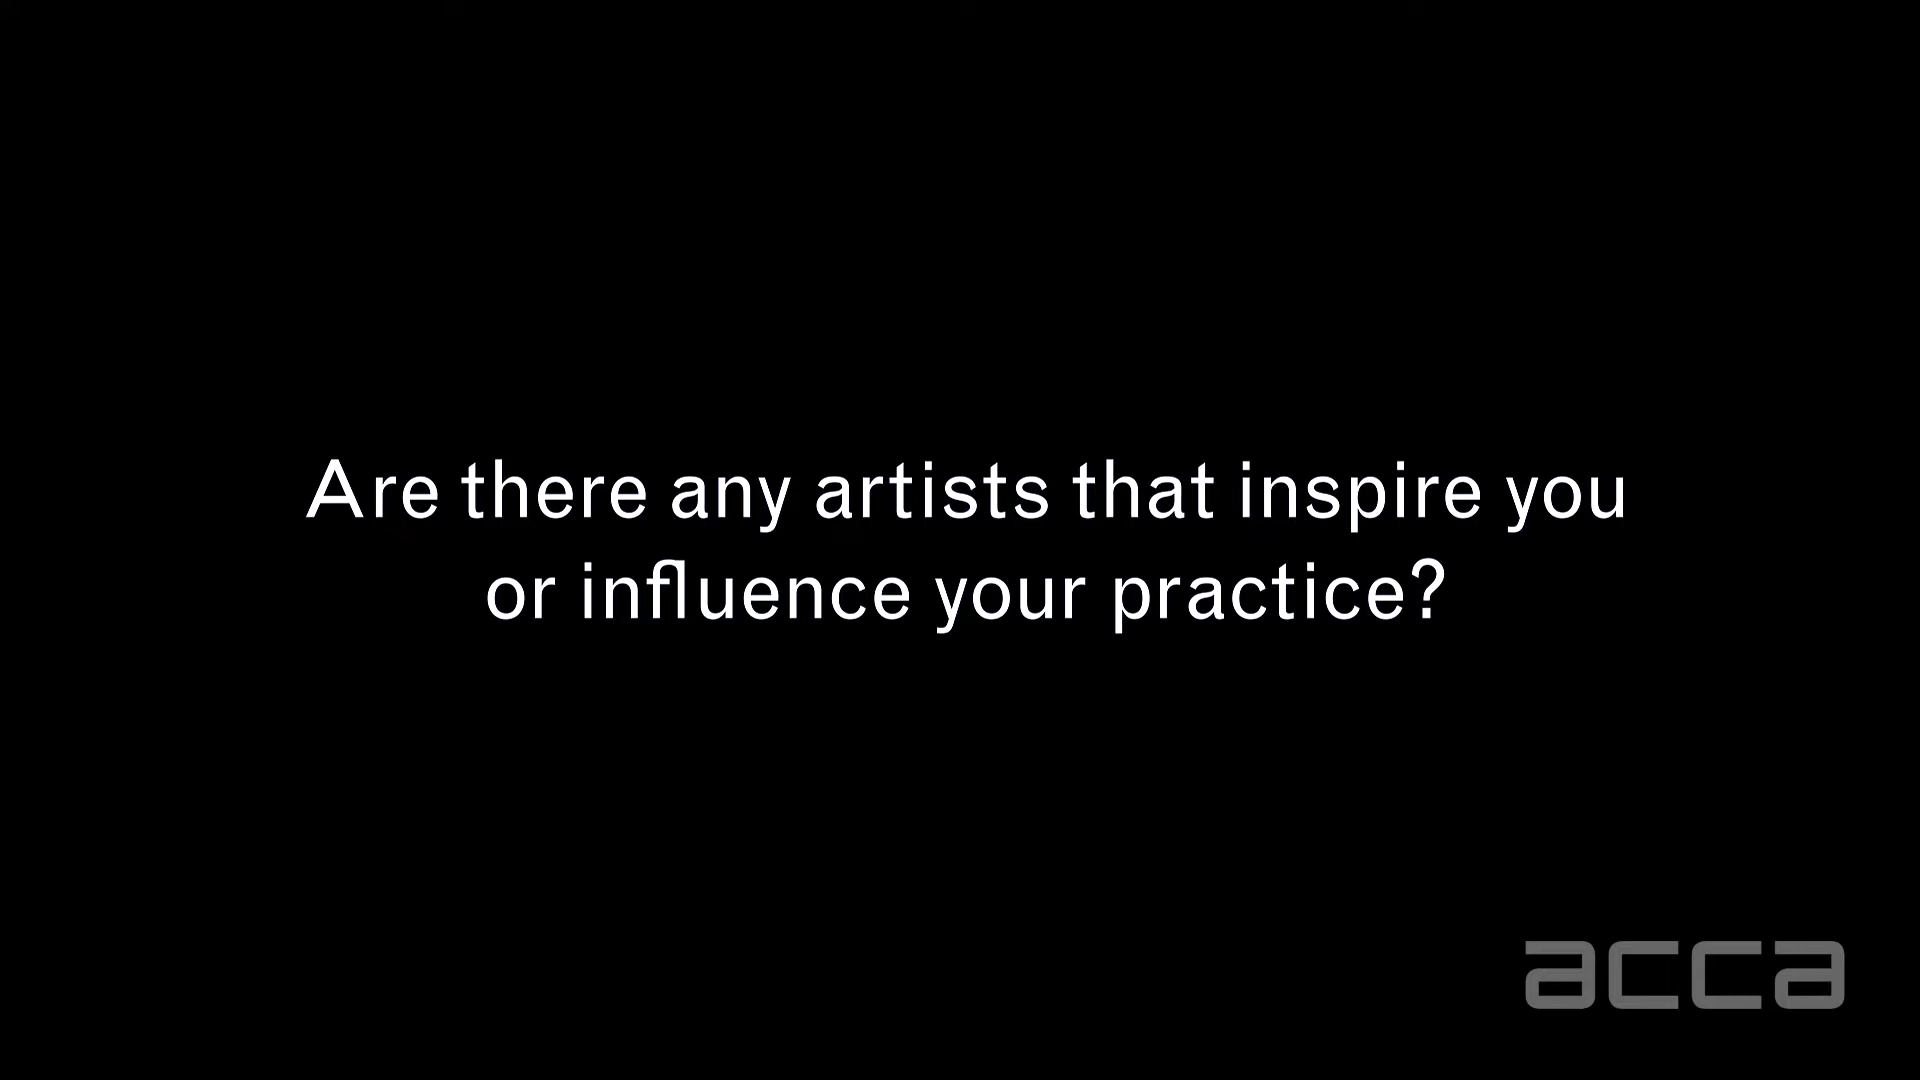 Are there any artists that inspire you
or influence your practice?
acca